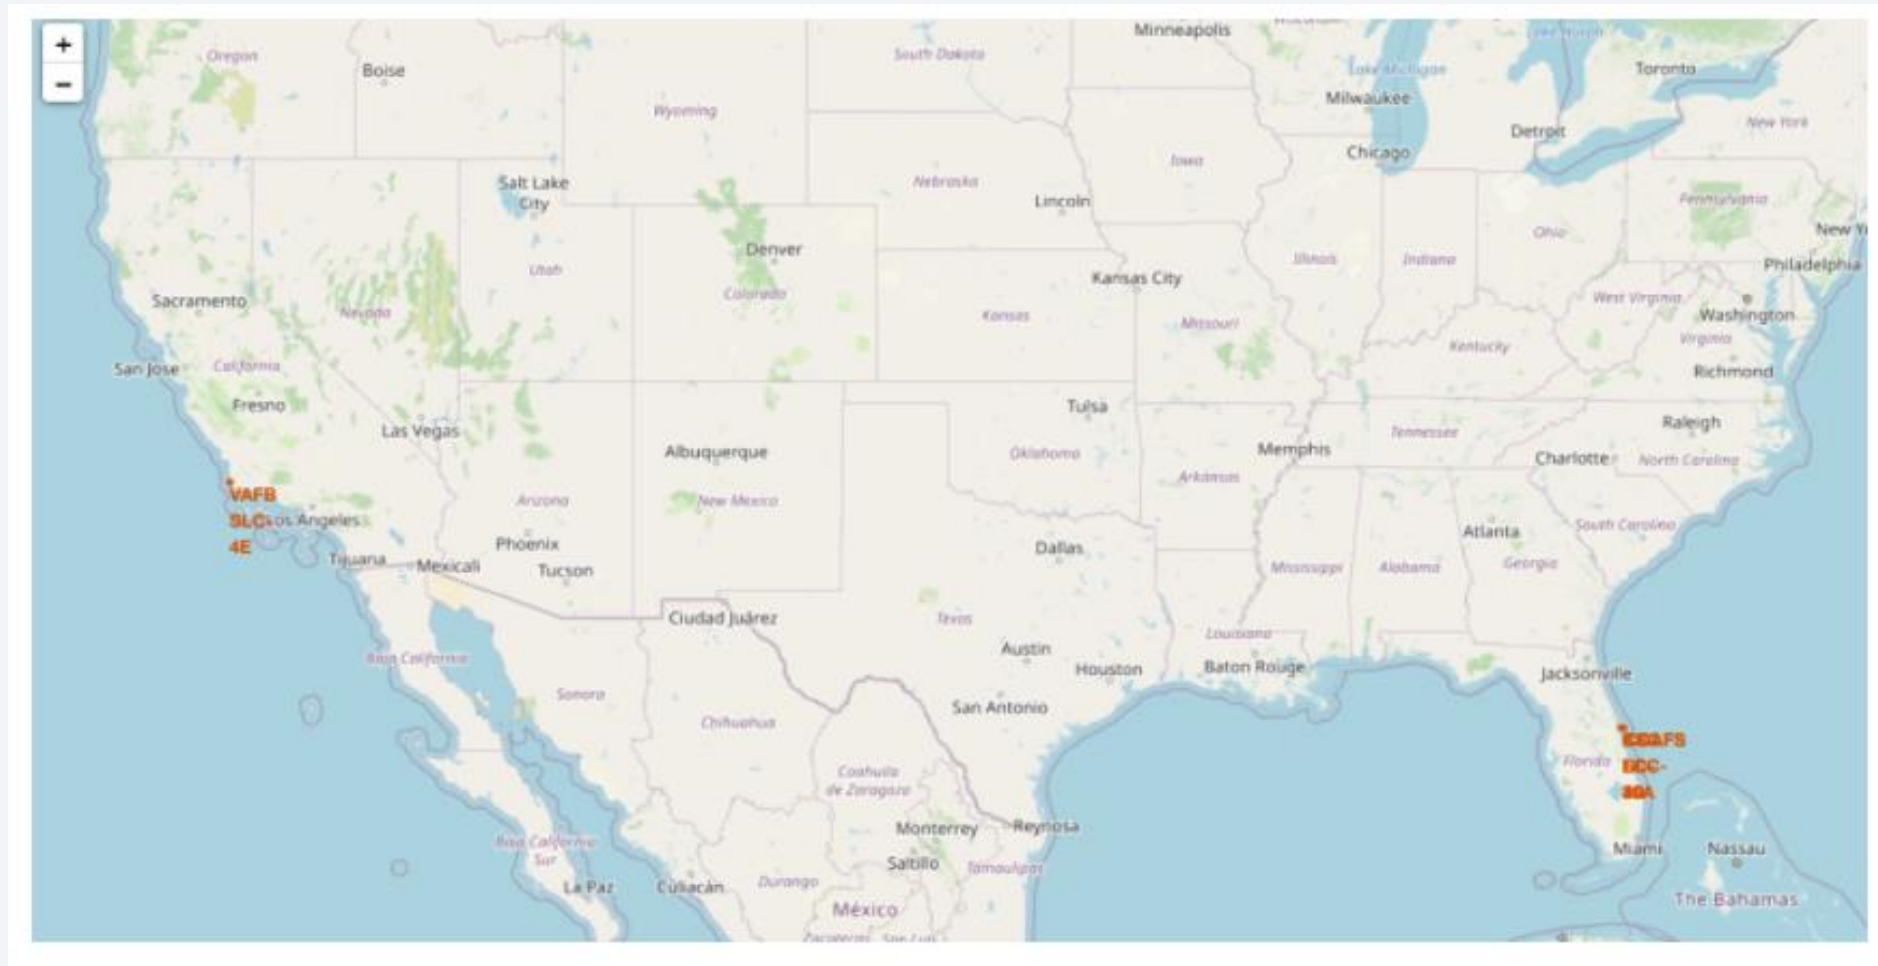 +
−
Oregon
Boise
South Dakota
Minneapolis
Lake Huron
Lake Michigan
Toronto
Wyoming
Milwaukee
New York
Detroit
Iowa
Chicago
Salt Lake
City
Nebraska
Lincoln
Pennsylvania
New Y
Ohio
Denver
Utah
Illinois
Indiana
Philadelphia
Kansas City
Colorado
Sacramento
Nevada
Kansas
Missouri
West Virginia
Washington
Virginia
Kentucky
San Jose
California
Richmond
Fresno
Tulsa
Las Vegas
Raleigh
Tennessee
Albuquerque
Oklahoma
Memphis
Charlotte
North Carolina
Arkansas
VAFB
SLC-
4E
Los Angeles
Arizona
New Mexico
South Carolina
Atlanta
Phoenix
Dallas
Tijuana
Mexicali
Tucson
Mississippi
Alabama
Georgia
Ciudad Juárez
Texas
Louisiana
Austin
Baja California
Houston
Baton Rouge
Jacksonville
Sonora
San Antonio
Chihuahua
Florida
Coahuila
de Zaragoza
Monterrey
Reynosa
Baja California
Sur
Saltillo
Tamaulipas
Miami
Nassau
La Paz
Culiacán
Durango
México
The Bahamas